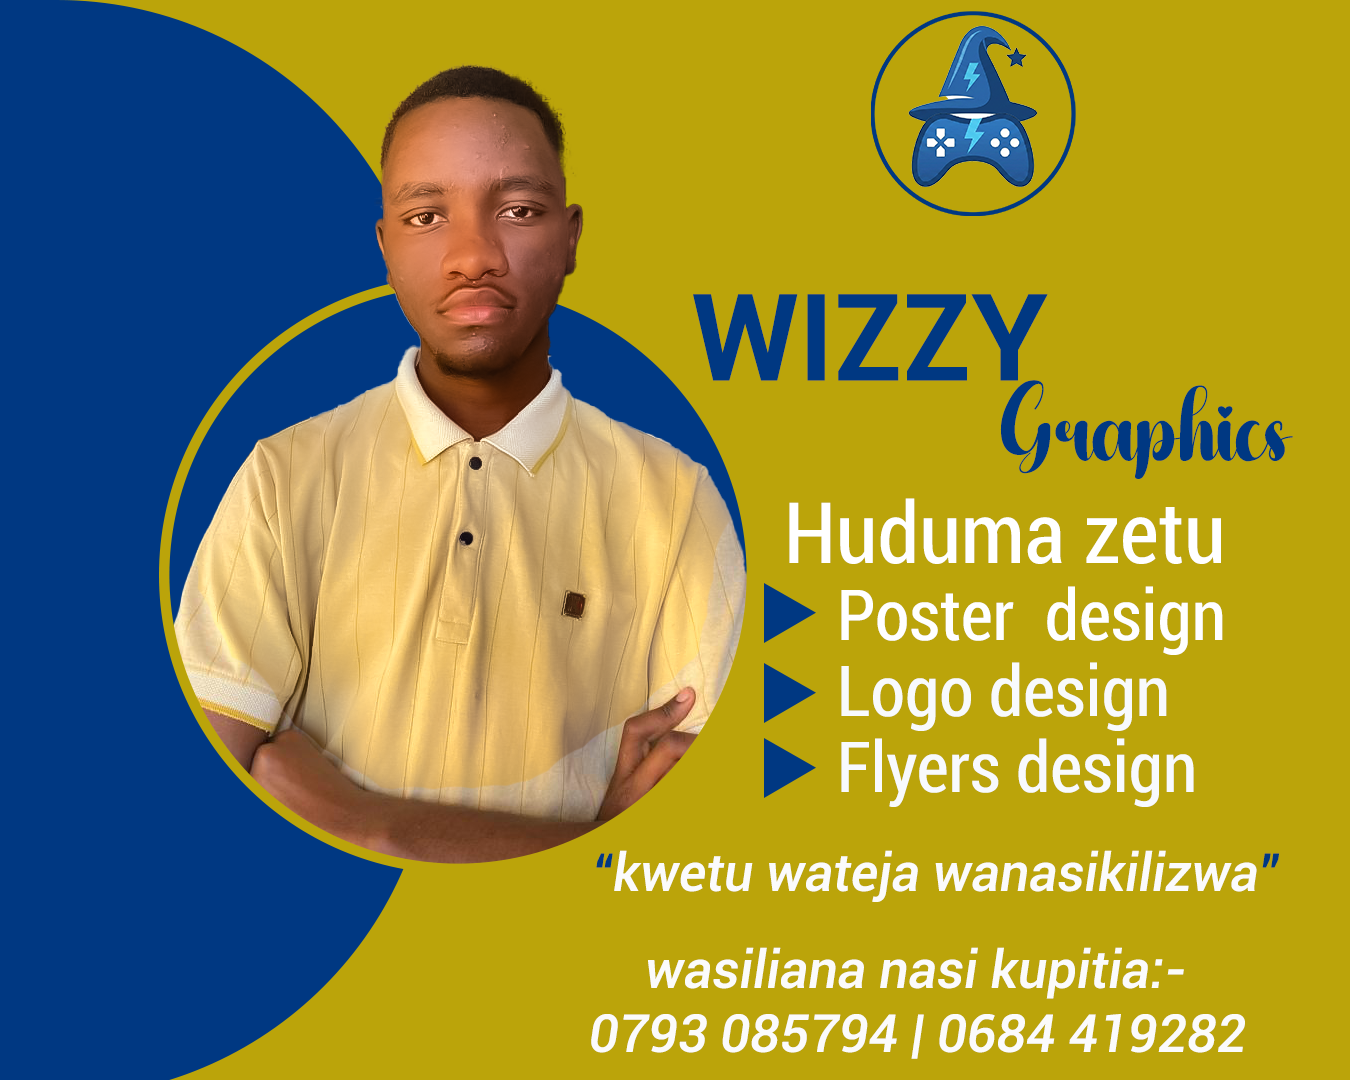 WIZZY
Graphics
Huduma zetu
Poster design
Logo design
Flyers design
“kwetu wateja wanasikilizwa”
wasiliana nasi kupitia:-
0793 085794 | 0684 419282